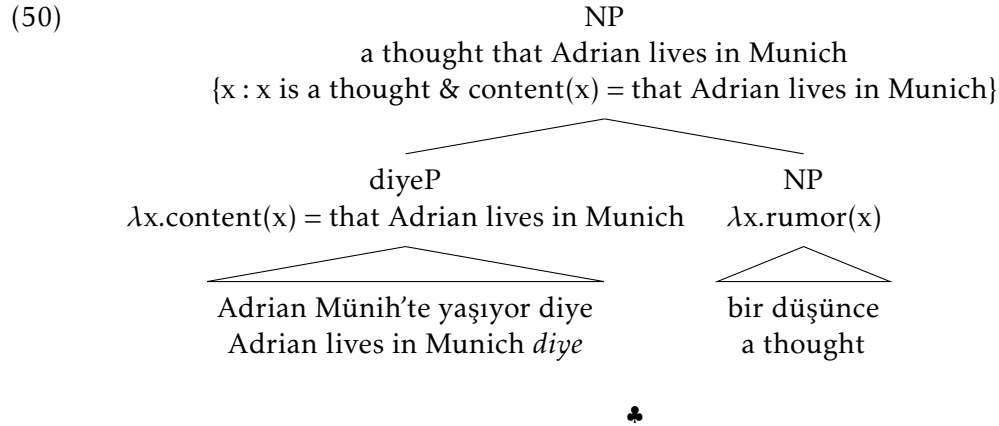 (50) NP
a thought that Adrian lives in Munich
{x : x is a thought & content(x) = that Adrian lives in Munich}
diyeP NP
λx.content(x) = that Adrian lives in Munich λx.rumor(x)
Adrian Münih'te yaşıyor diye bir düşünce
Adrian lives in Munich diye a thought
♣